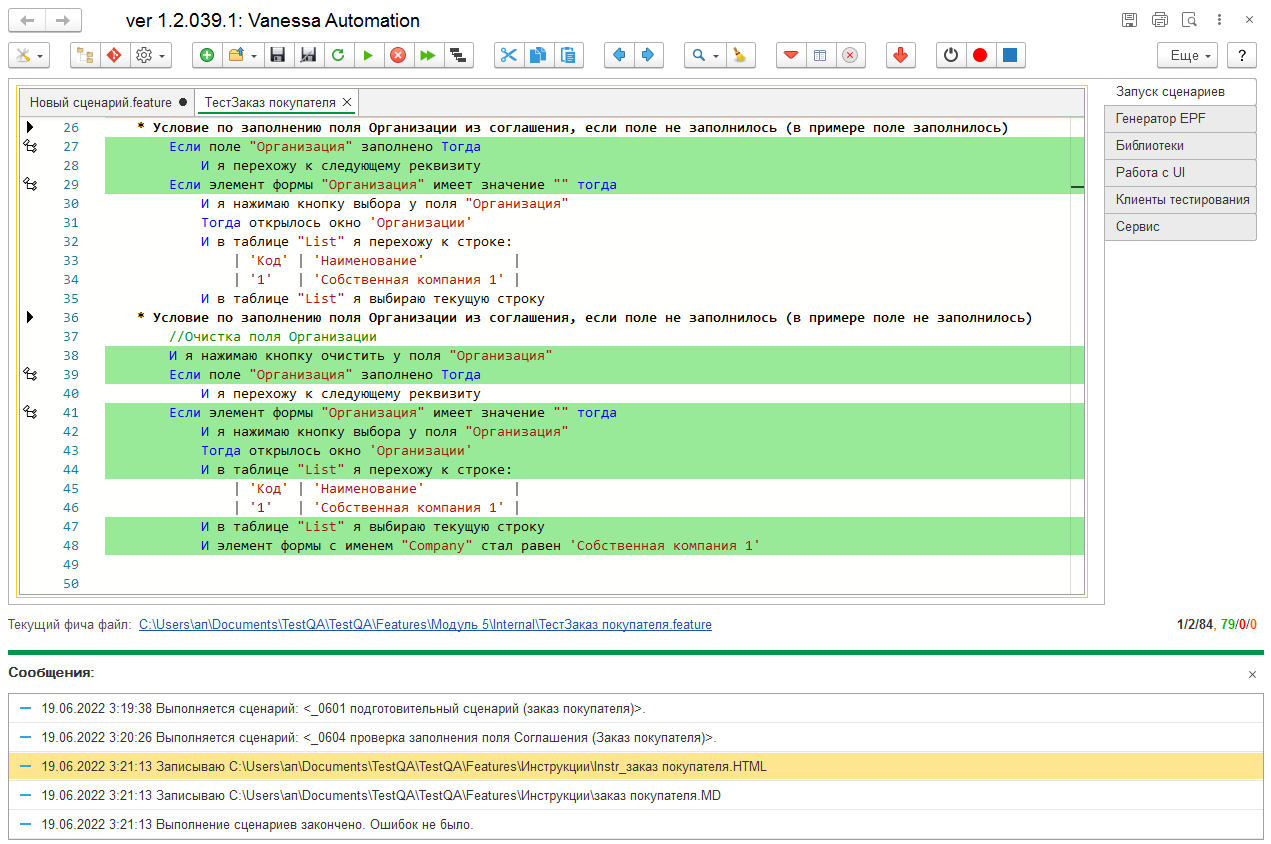 ver 1.2.039.1: Vanessa Automation
Еще
?
Новый сценарий.feature
ТестЗаказ покупателя
Запуск сценариев
Генератор EPF
Библиотеки
Работа с UI
Клиенты тестирования
Сервис
26 * Условие по заполнению поля Организации из соглашения, если поле не заполнилось (в примере поле заполнилось)
27 Если поле "Организация" заполнено Тогда
28 И я перехожу к следующему реквизиту
29 Если элемент формы "Организация" имеет значение "" тогда
30 И я нажимаю кнопку выбора у поля "Организация"
31 Тогда открылось окно 'Организации'
32 И в таблице "List" я перехожу к строке:
33 | 'Код' | 'Наименование' |
34 | '1' | 'Собственная компания 1' |
35 И в таблице "List" я выбираю текущую строку
36 * Условие по заполнению поля Организации из соглашения, если поле не заполнилось (в примере поле не заполнилось)
37 //Очистка поля Организации
38 И я нажимаю кнопку очистить у поля "Организация"
39 Если поле "Организация" заполнено Тогда
40 И я перехожу к следующему реквизиту
41 Если элемент формы "Организация" имеет значение "" тогда
42 И я нажимаю кнопку выбора у поля "Организация"
43 Тогда открылось окно 'Организации'
44 И в таблице "List" я перехожу к строке:
45 | 'Код' | 'Наименование' |
46 | '1' | 'Собственная компания 1' |
47 И в таблице "List" я выбираю текущую строку
48 И элемент формы с именем "Company" стал равен 'Собственная компания 1'
49
50
Текущий фича файл: C:\Users\an\Documents\TestQA\TestQA\Features\Модуль 5\Internal\ТестЗаказ покупателя.feature
1/2/84, 79/0/0
Сообщения:
19.06.2022 3:19:38 Выполняется сценарий: <_0601 подготовительный сценарий (заказ покупателя)>.
19.06.2022 3:20:26 Выполняется сценарий: <_0604 проверка заполнения поля Соглашения (Заказ покупателя)>.
19.06.2022 3:21:13 Записываю C:\Users\an\Documents\TestQA\TestQA\Features\Инструкции\Instr_заказ покупателя.HTML
19.06.2022 3:21:13 Записываю C:\Users\an\Documents\TestQA\TestQA\Features\Инструкции\заказ покупателя.MD
19.06.2022 3:21:13 Выполнение сценариев закончено. Ошибок не было.